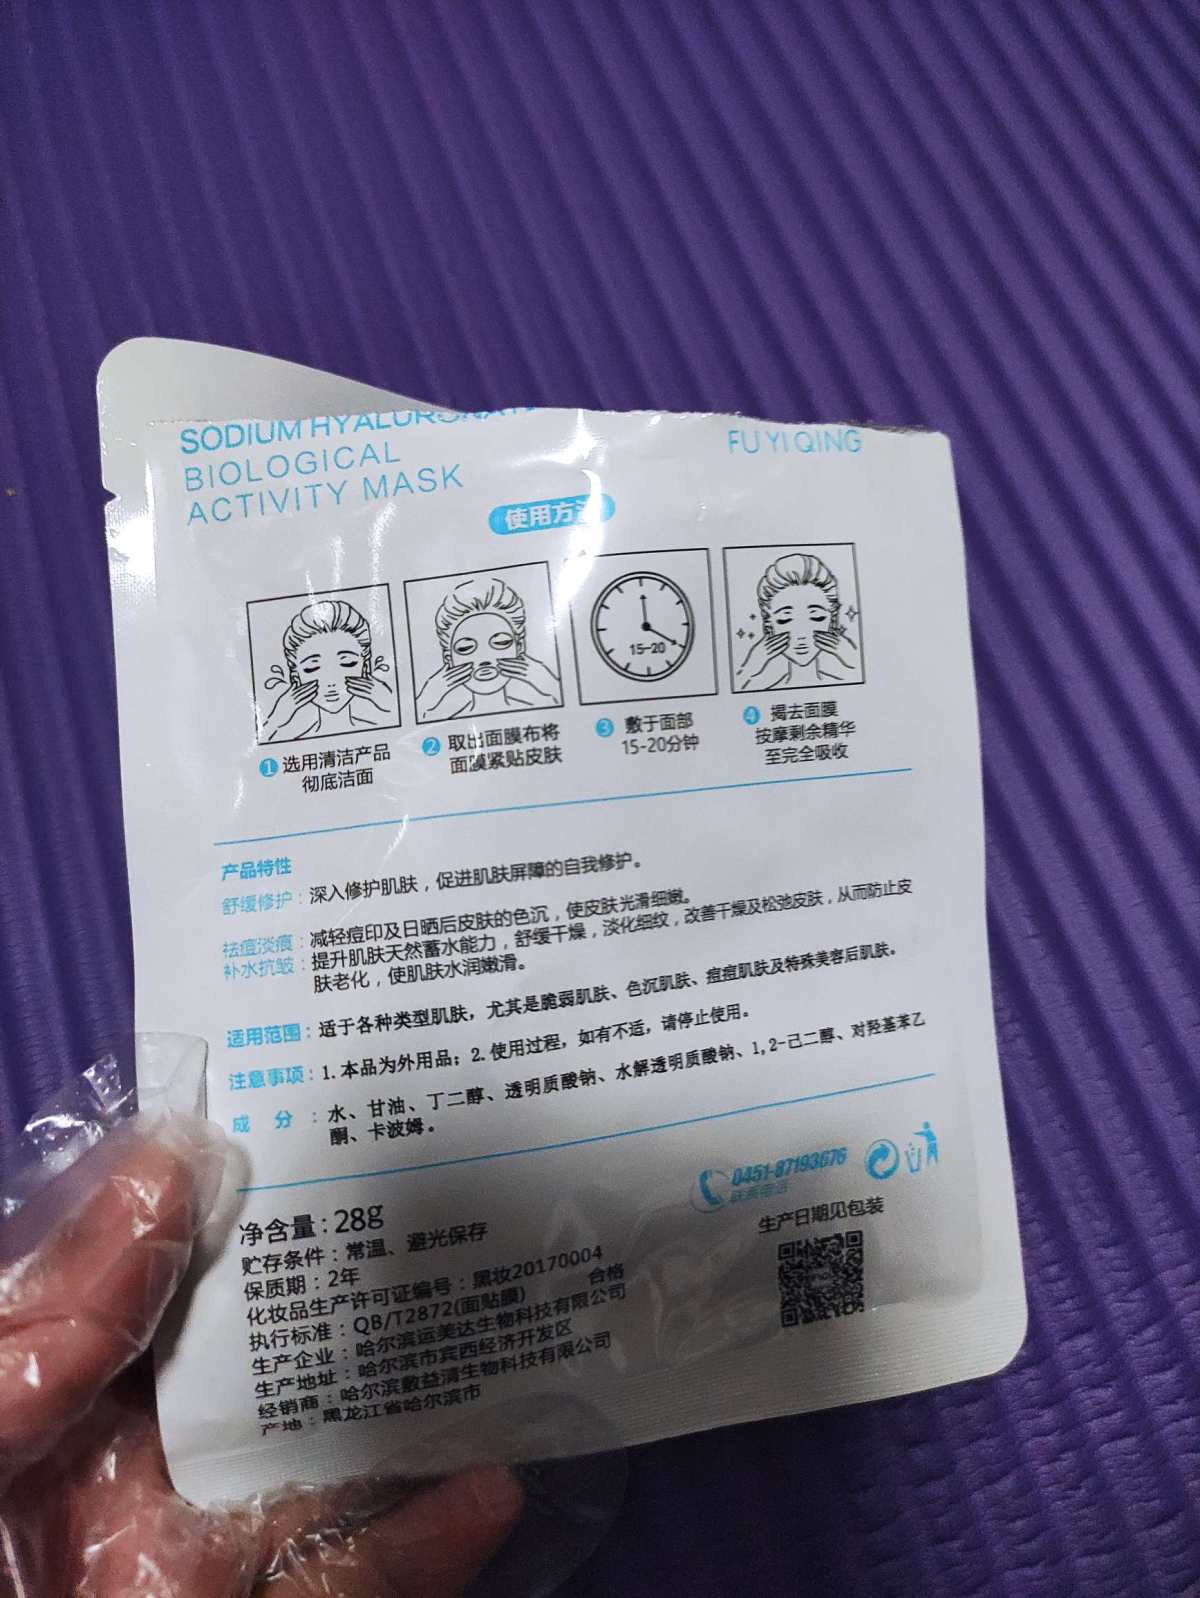 SODIUM HYALURONATE
BIOLOGICAL
ACTIVITY MASK
FU YI QING
使用方法
15-20
1 选用清洁产品
彻底洁面
2 取出面膜布将
面膜紧贴皮肤
3 敷于面部
15-20分钟
4 揭去面膜
按摩剩余精华
至完全吸收
产品特性
舒缓修护：深入修护肌肤，促进肌肤屏障的自我修护。
祛痘淡痕：减轻痘印及日晒后皮肤的色沉，使皮肤光滑细嫩。
补水抗皱：提升肌肤天然蓄水能力，舒缓干燥，淡化细纹，改善干燥及松弛皮肤，从而防止皮
肤老化，使肌肤水润嫩滑。
适用范围：适于各种类型肌肤，尤其是脆弱肌肤、色沉肌肤、痘痘肌肤及特殊美容后肌肤。
注意事项：1.本品为外用品；2.使用过程，如有不适，请停止使用。
成 分：水、甘油、丁二醇、透明质酸钠、水解透明质酸钠、1,2-己二醇、对羟基苯乙
酮、卡波姆。
0451-87193676
联系电话
净含量：28g
生产日期见包装
贮存条件：常温、避光保存
保质期：2年
化妆品生产许可证编号：黑妆20170004
执行标准：QB/T2872(面贴膜) 合格
生产企业：哈尔滨运美达生物科技有限公司
生产地址：哈尔滨市宾西经济开发区
经销商：哈尔滨敷益清生物科技有限公司
产地：黑龙江省哈尔滨市